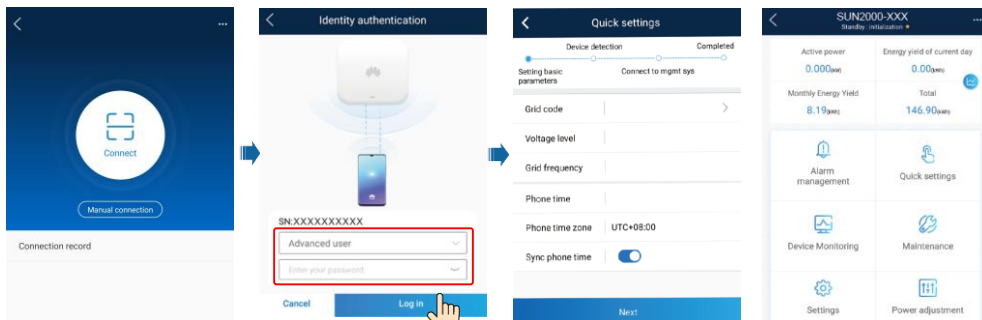 Connect
Manual connection
Connection record
Identity authentication
SN:XXXXXXXXXX
Advanced user
Enter your password.
Cancel
Log in
Quick settings
Device detection
Completed
Setting basic
parameters
Connect to mgmt sys
Grid code
Voltage level
Grid frequency
Phone time
Phone time zone
UTC+08:00
Sync phone time
Next
SUN2000-XXX
Standby : initialization
Active power
Energy yield of current day
0.000(kW)
0.00(kWh)
Monthly Energy Yield
Total
8.19(kWh)
146.90(kWh)
Alarm
management
Quick settings
Device Monitoring
Maintenance
Settings
Power adjustment